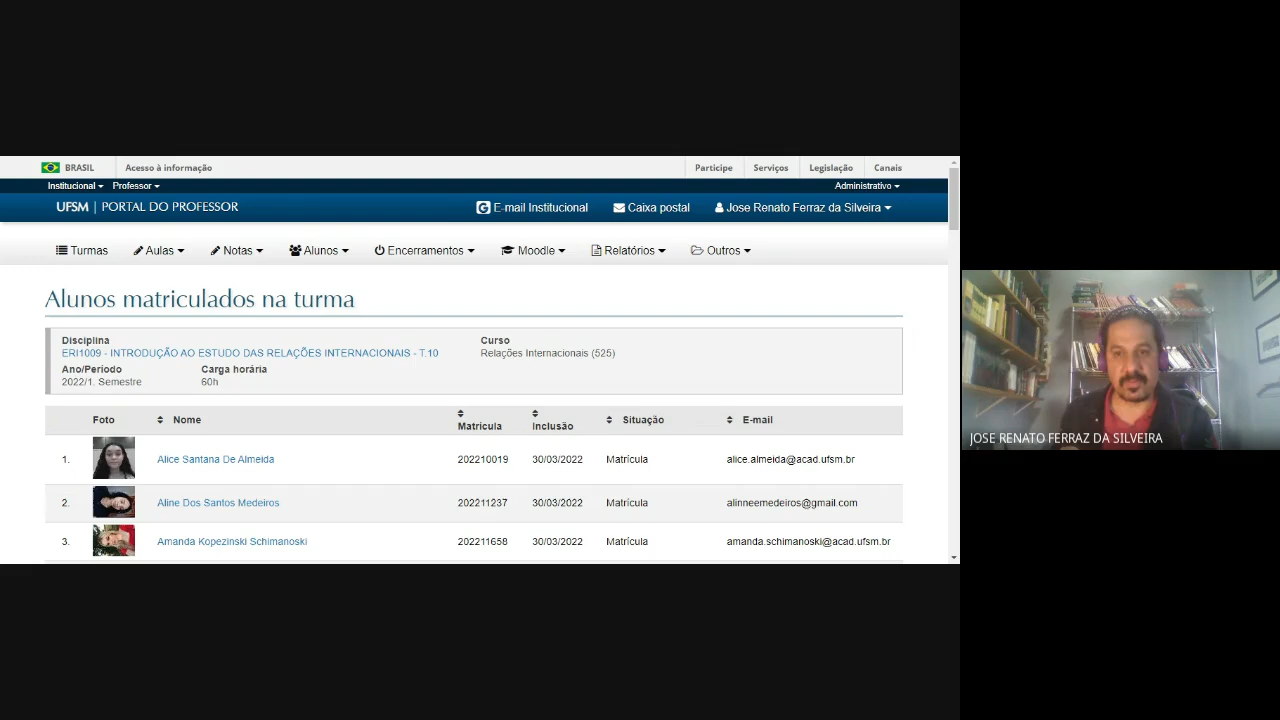 BRASIL Acesso à informação Participe Serviços Legislação Canais
Institucional Professor Administrativo
UFSM | PORTAL DO PROFESSOR E-mail Institucional Caixa postal Jose Renato Ferraz da Silveira
Turmas Aulas Notas Alunos Encerramentos Moodle Relatórios Outros
Alunos matriculados na turma
Disciplina Curso
ERI1009 - INTRODUÇÃO AO ESTUDO DAS RELAÇÕES INTERNACIONAIS - T.10 Relações Internacionais (525)
Ano/Período Carga horária
2022/1. Semestre 60h
Foto Nome Matrícula Inclusão Situação E-mail
1. Alice Santana De Almeida 202210019 30/03/2022 Matrícula alice.almeida@acad.ufsm.br
2. Aline Dos Santos Medeiros 202211237 30/03/2022 Matrícula alinneemedeiros@gmail.com
3. Amanda Kopezinski Schimanoski 202211658 30/03/2022 Matrícula amanda.schimanoski@acad.ufsm.br
JOSE RENATO FERRAZ DA SILVEIRA